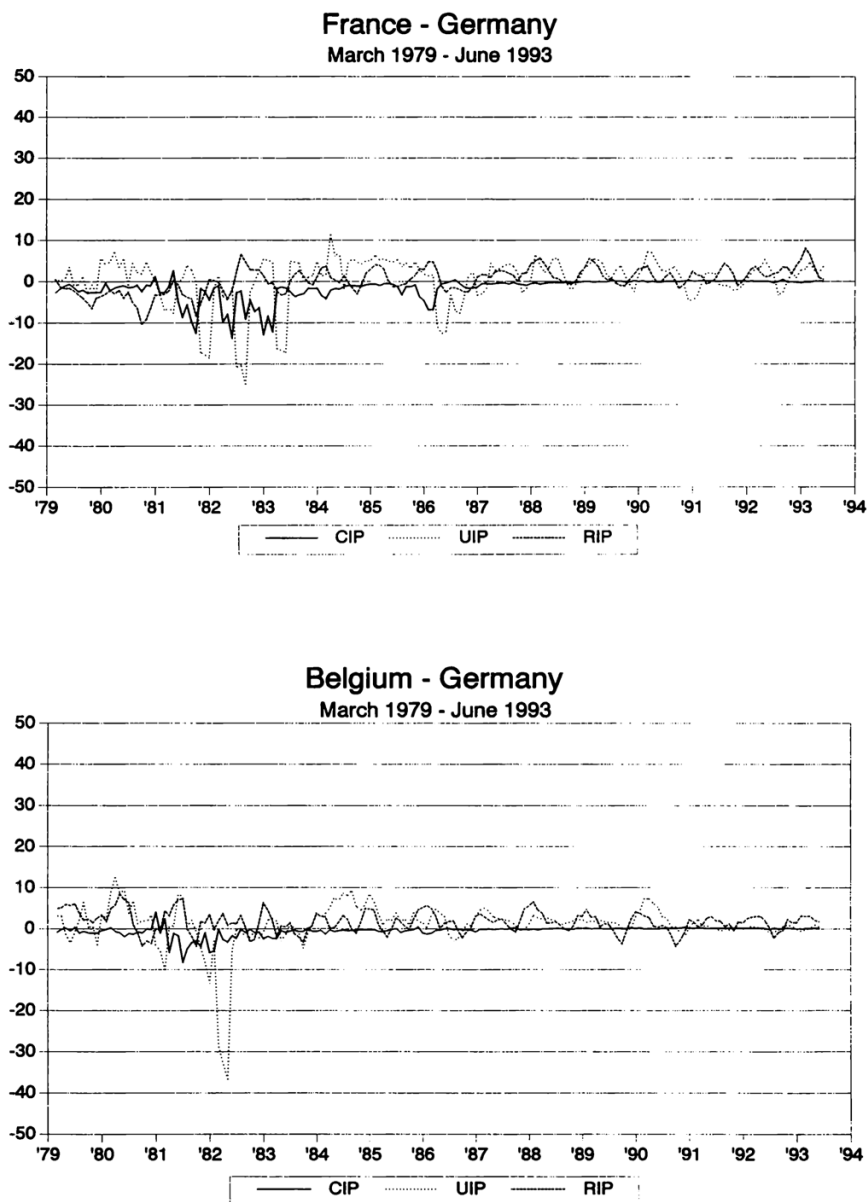 France - Germany
March 1979 - June 1993
50
40
30
20
10
0
-10
-20
-30
-40
-50
'79 '80 '81 '82 '83 '84 '85 '86 '87 '88 '89 '90 '91 '92 '93 '94
CIP UIP RIP
Belgium - Germany
March 1979 - June 1993
50
40
30
20
10
0
-10
-20
-30
-40
-50
'79 '80 '81 '82 '83 '84 '85 '86 '87 '88 '89 '90 '91 '92 '93 '94
CIP UIP RIP